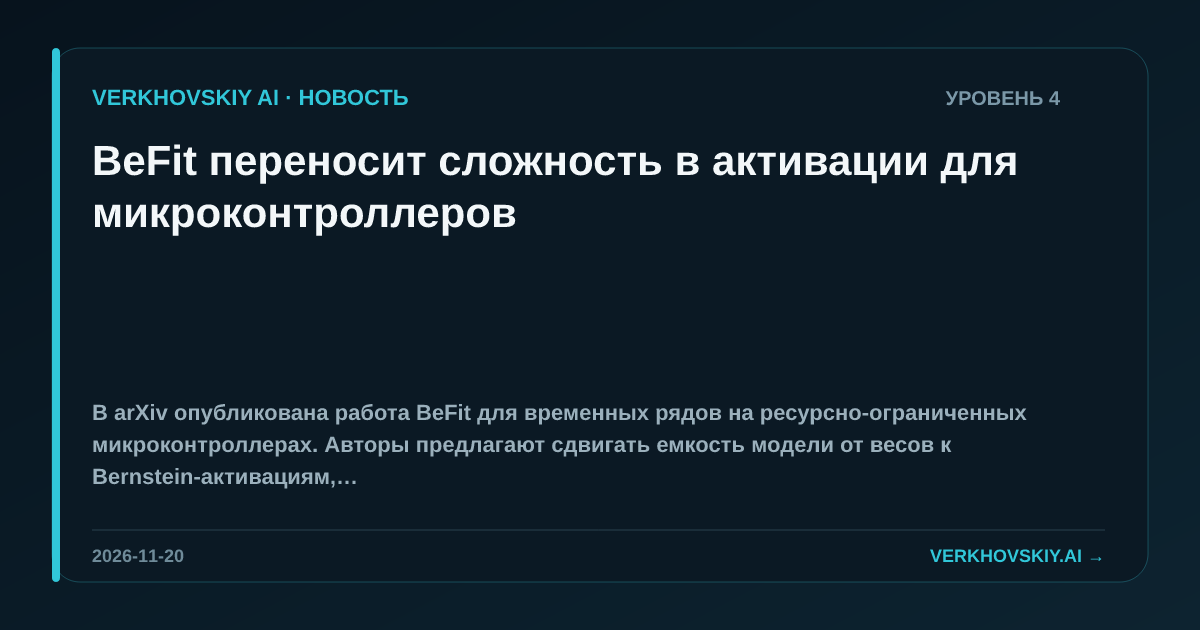 VERKHOVSKIY AI · НОВОСТЬ
УРОВЕНЬ 4
BeFit переносит сложность в активации для
микроконтроллеров
В arXiv опубликована работа BeFit для временных рядов на ресурсно-ограниченных
микроконтроллерах. Авторы предлагают сдвигать емкость модели от весов к
Bernstein-активациям,…
2026-11-20
VERKHOVSKIY.AI →